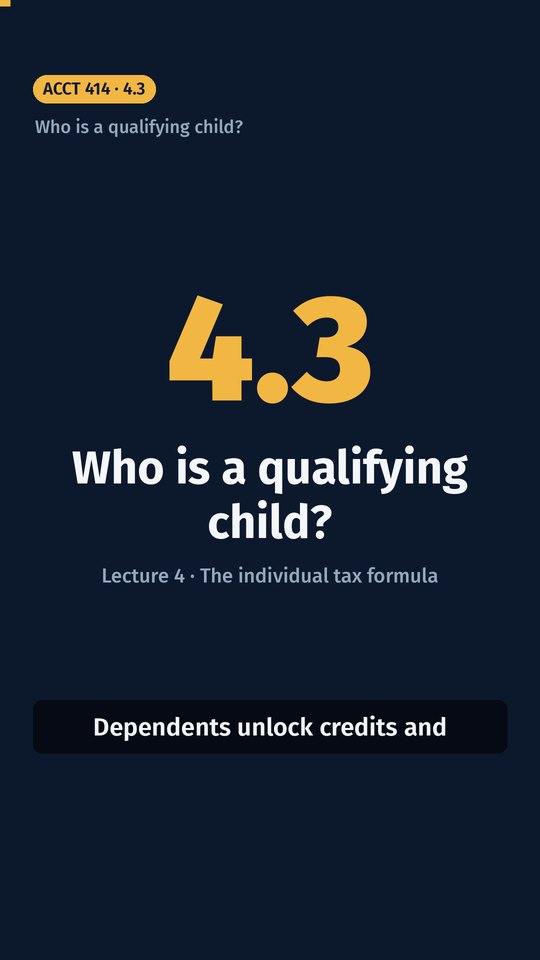 ACCT 414 · 4.3
Who is a qualifying child?
4.3
Who is a qualifying
child?
Lecture 4 · The individual tax formula
Dependents unlock credits and